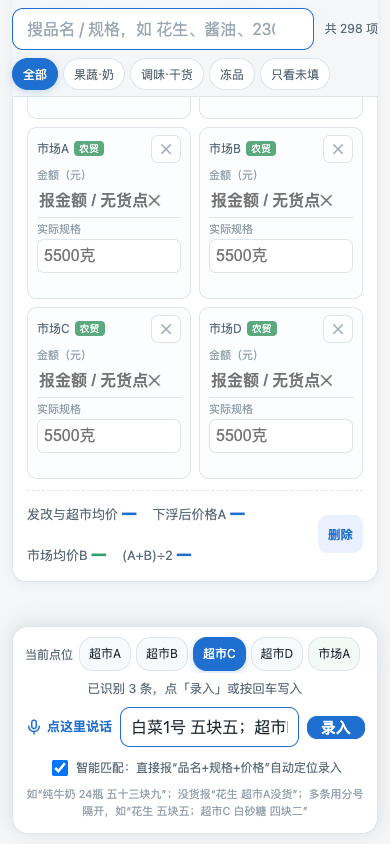 搜品名 / 规格，如 花生、酱油、230
共 298 项
全部 果蔬·奶 调味·干货 冻品 只看未填
市场A 农贸 ×
市场B 农贸 ×
金额（元）
金额（元）
报金额 / 无货点×
报金额 / 无货点×
实际规格
实际规格
5500克
5500克
市场C 农贸 ×
市场D 农贸 ×
金额（元）
金额（元）
报金额 / 无货点×
报金额 / 无货点×
实际规格
实际规格
5500克
5500克
发改与超市均价 — 下浮后价格A —
删除
市场均价B — (A+B)÷2 —
当前点位 超市A 超市B 超市C 超市D 市场A
已识别 3 条，点「录入」或按回车写入
点这里说话 白菜1号 五块五；超市 录入
智能匹配：直接报“品名+规格+价格”自动定位录入
如“纯牛奶 24瓶 五十三块九”；没货报“花生 超市A没货”；多条用分号
隔开，如“花生 五块五；超市C 白砂糖 四块二”